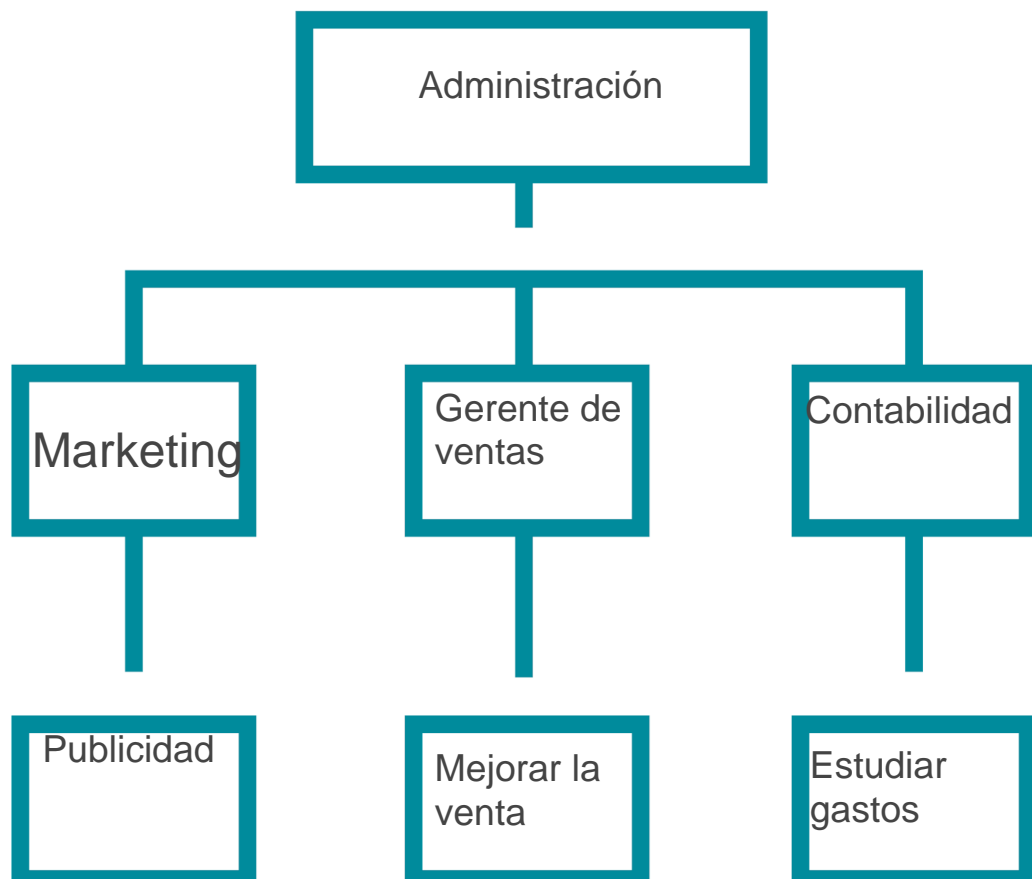 Administración
Marketing
Gerente de
ventas
Contabilidad
Publicidad
Mejorar la
venta
Estudiar
gastos